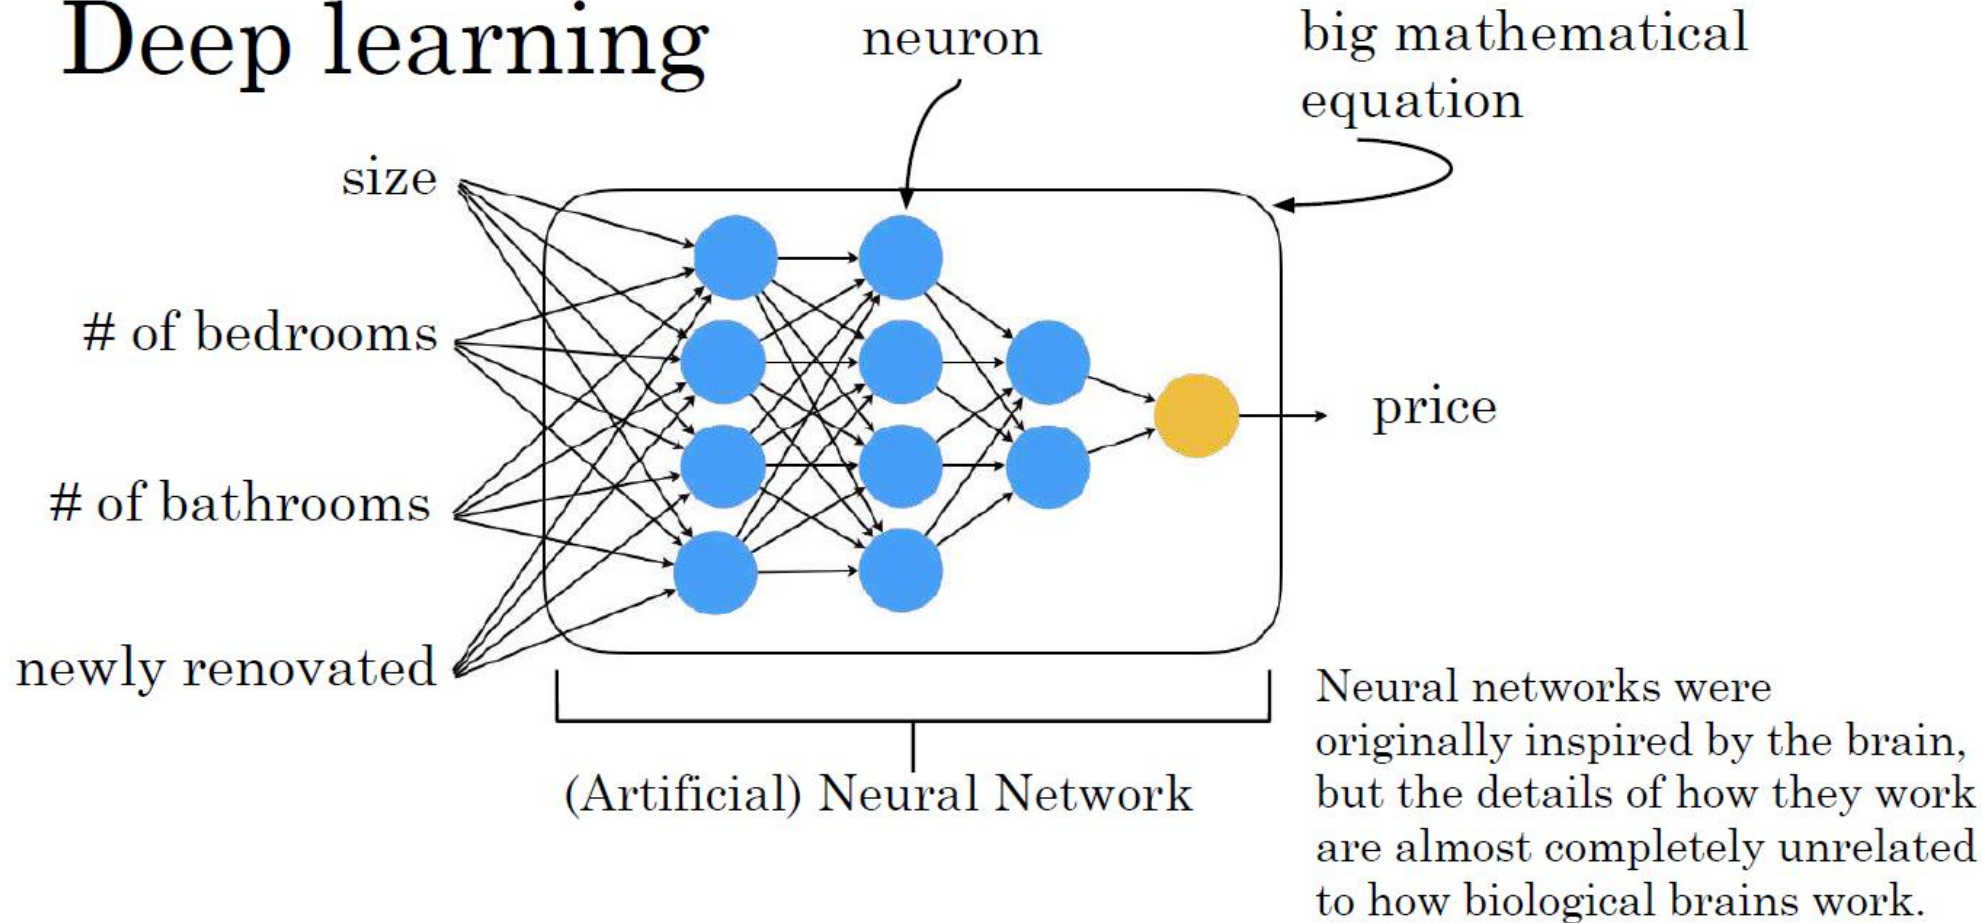 Deep learning
neuron
big mathematical
equation
size
# of bedrooms
# of bathrooms
newly renovated
price
(Artificial) Neural Network
Neural networks were
originally inspired by the brain,
but the details of how they work
are almost completely unrelated
to how biological brains work.